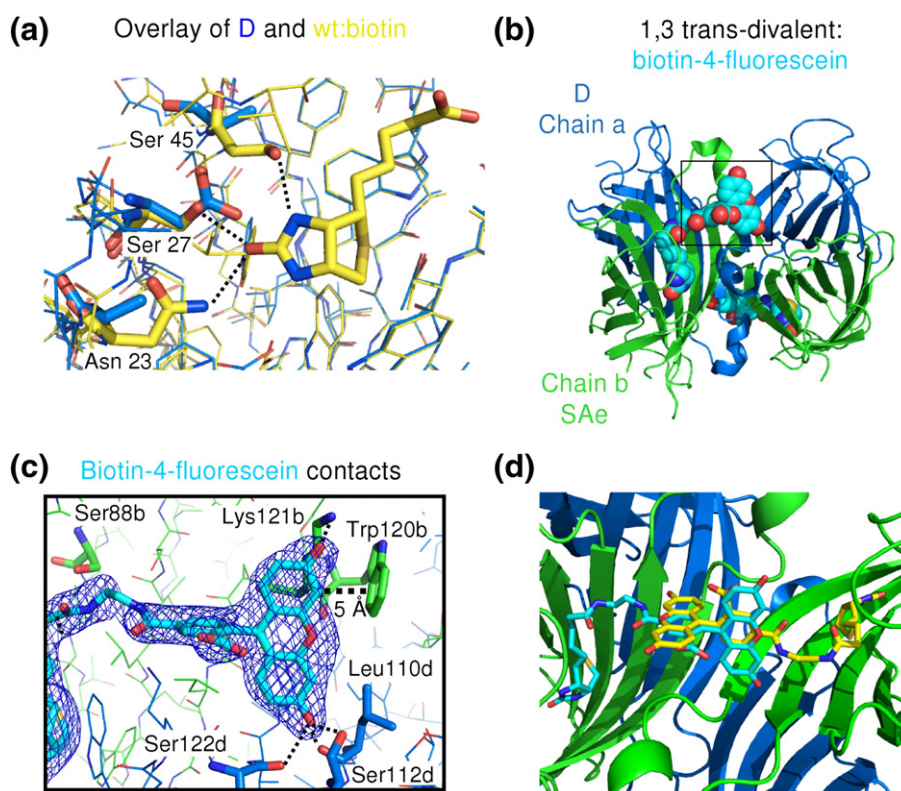 (a)
Overlay of D and wt:biotin
Ser 45
Ser 27
Asn 23
(b)
1,3 trans-divalent:
biotin-4-fluorescein
D
Chain a
Chain b
SAe
(c)
Biotin-4-fluorescein contacts
Ser88b
Lys121b
Trp120b
5 Å
Leu110d
Ser122d
Ser112d
(d)